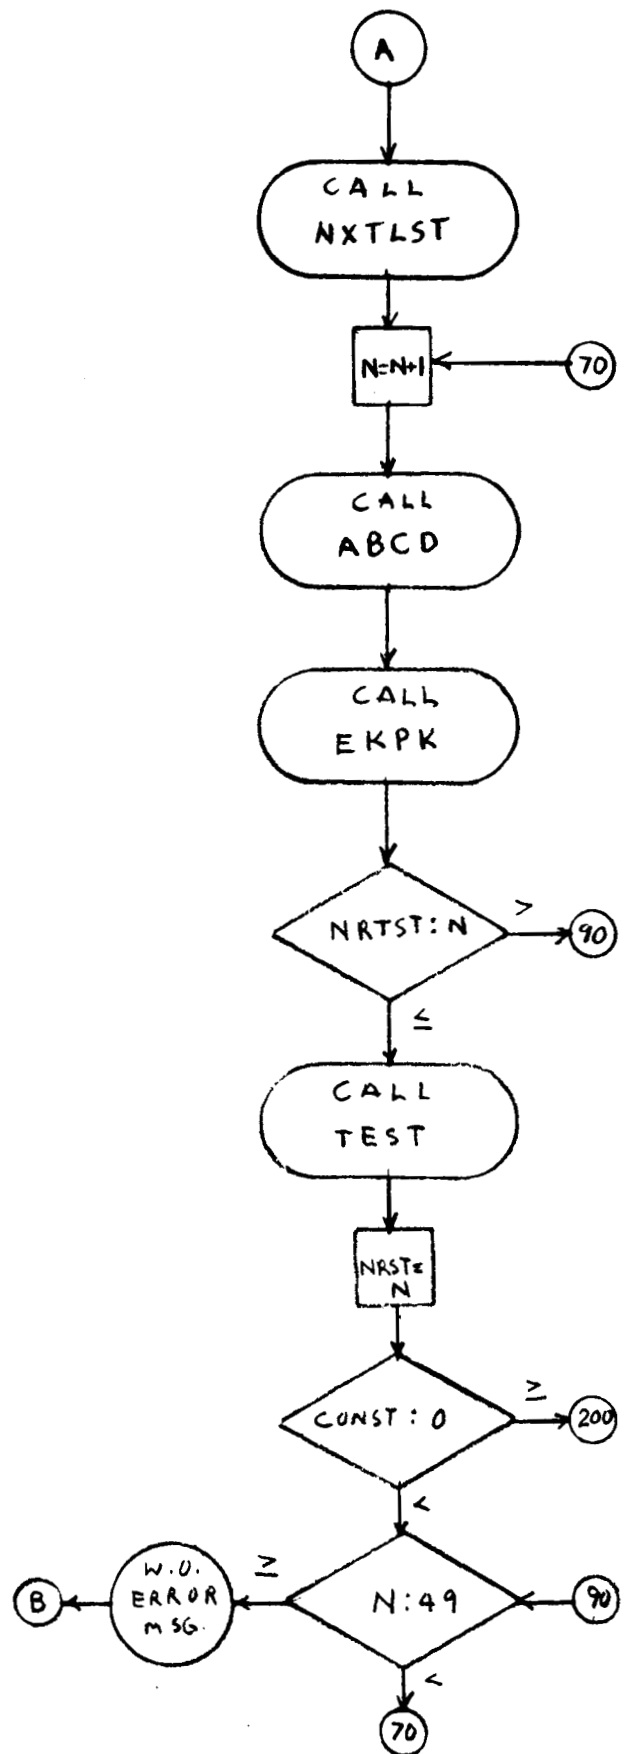 A
CALL
NXTLST
N=N+1
70
CALL
ABCD
CALL
EKPK
NRTST: N
>
90
≤
CALL
TEST
NRST=
N
CONST: 0
≥
200
<
W.O.
ERROR
MSG.
B
≥
N:49
90
<
70